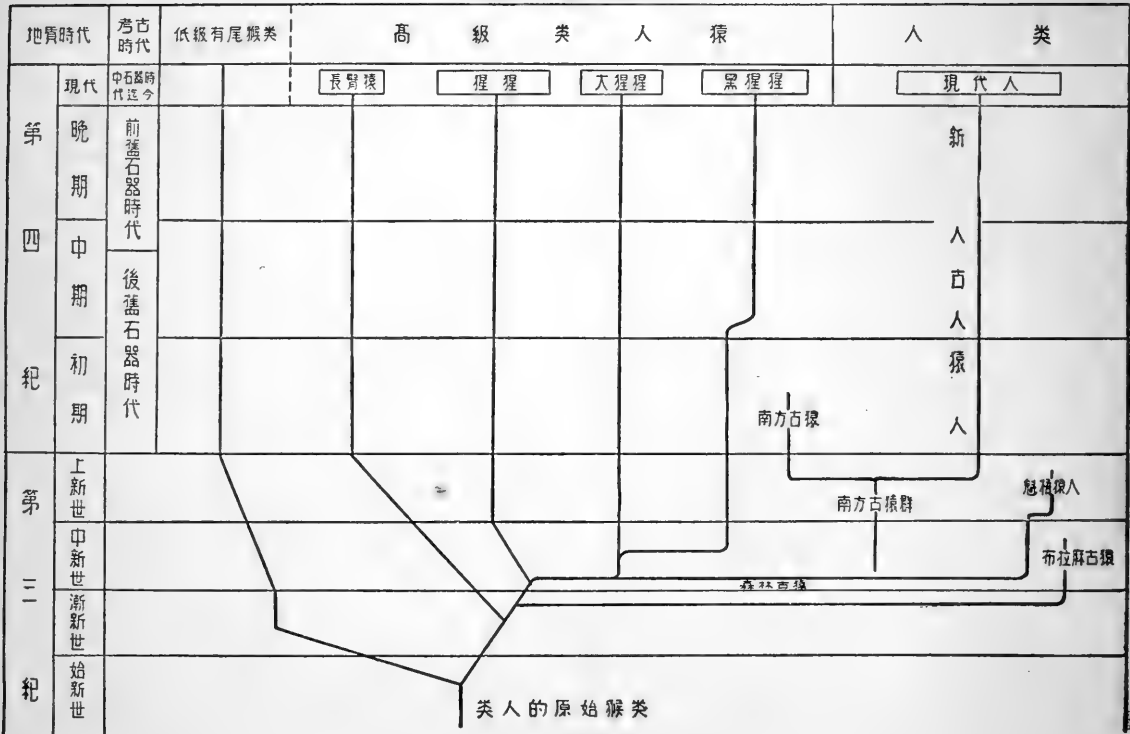 地質時代 考古時代 低級有尾猴类 高級类人猿 人类
現代 中石器時代迄今 長臂猿 猩猩 大猩猩 黑猩猩 現代人
第四紀
晚期
中期
初期
前舊石器時代
後舊石器時代
新人古人猿人
南方古猿
第三紀
上新世
南方古猿群
魁梧猿人
中新世
布拉麻古猿
森林古猿
漸新世
始新世
类人的原始猴类